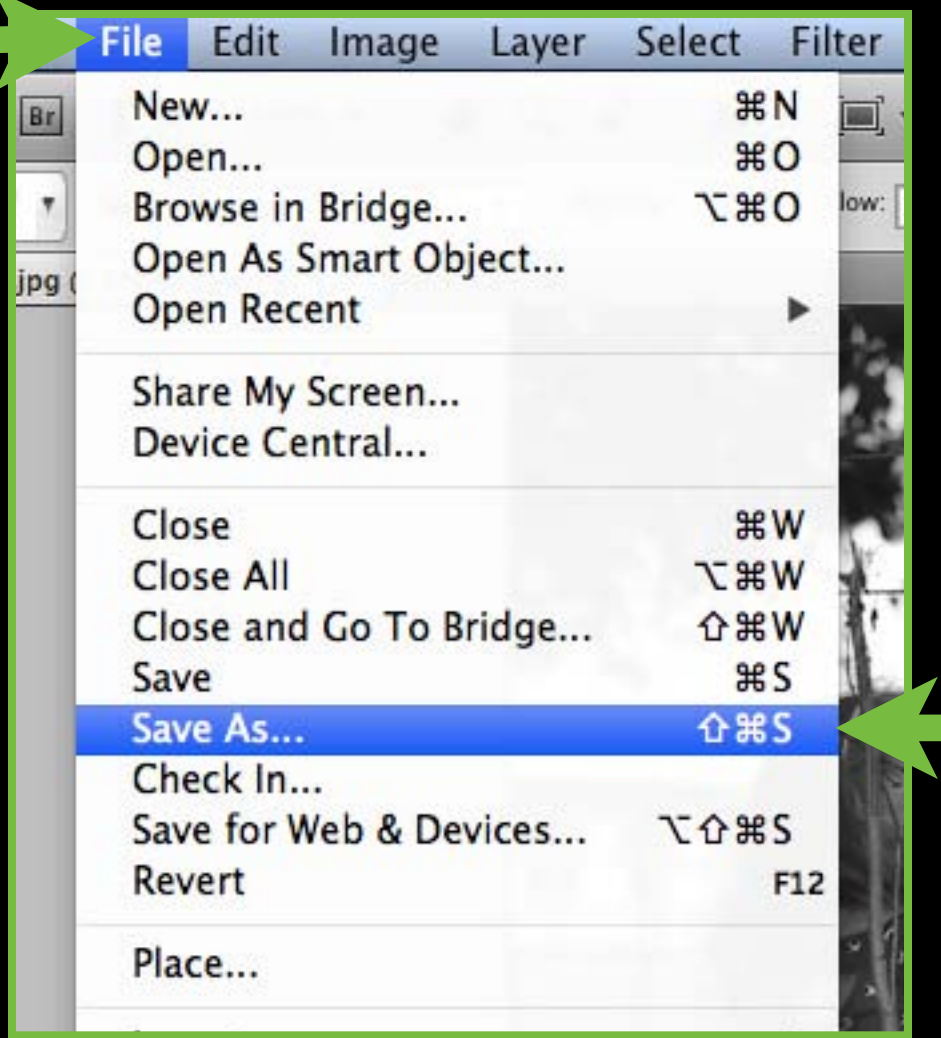 File Edit Image Layer Select Filter
Br
New... ⌘N
Open... ⌘O
Browse in Bridge... ⌥⌘O
low:
Open As Smart Object...
.jpg (
Open Recent ▶
Share My Screen...
Device Central...
Close ⌘W
Close All ⌥⌘W
Close and Go To Bridge... ⇧⌘W
Save ⌘S
Save As... ⇧⌘S
Check In...
Save for Web & Devices... ⌥⇧⌘S
Revert F12
Place...